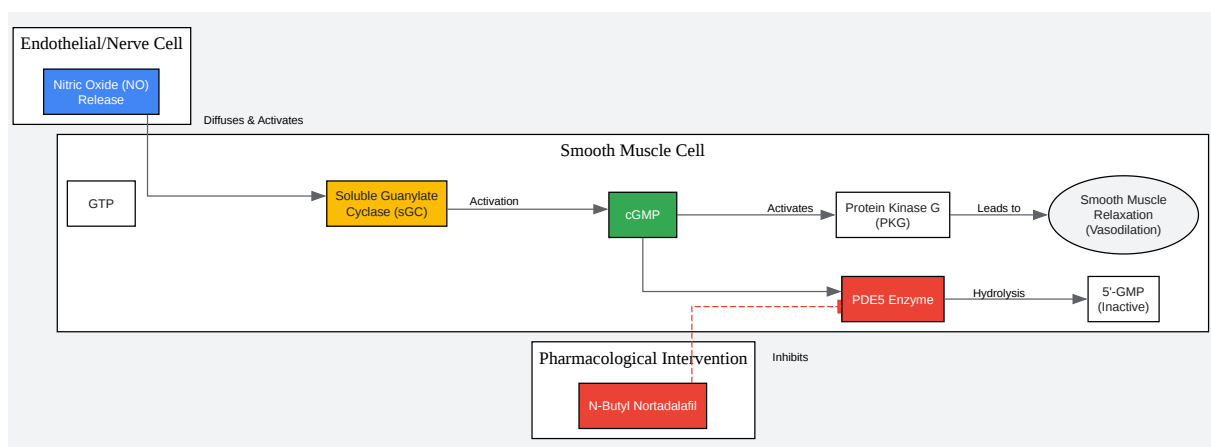 Endothelial/Nerve Cell
Nitric Oxide (NO)
Release
Diffuses & Activates
Smooth Muscle Cell
GTP
Soluble Guanylate
Cyclase (sGC)
Activation
cGMP
Activates
Protein Kinase G
(PKG)
Leads to
Smooth Muscle
Relaxation
(Vasodilation)
PDE5 Enzyme
Hydrolysis
5'-GMP
(Inactive)
Pharmacological Intervention
Inhibits
N-Butyl Nortadalafil